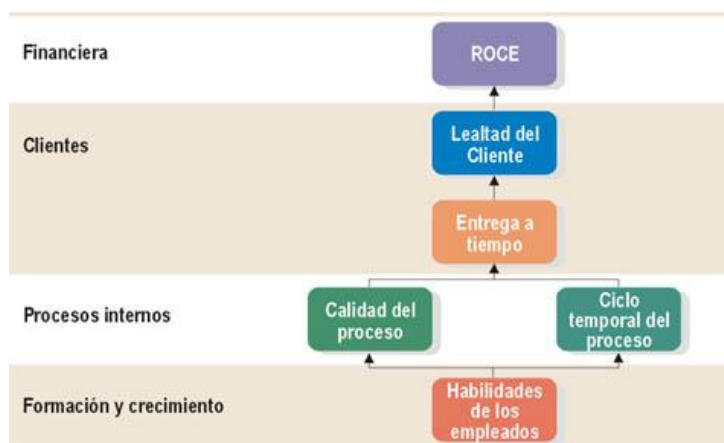 Financiera
ROCE
Clientes
Lealtad del
Cliente
Entrega a
tiempo
Procesos internos
Calidad del
proceso
Ciclo
temporal del
proceso
Formación y crecimiento
Habilidades
de los
empleados